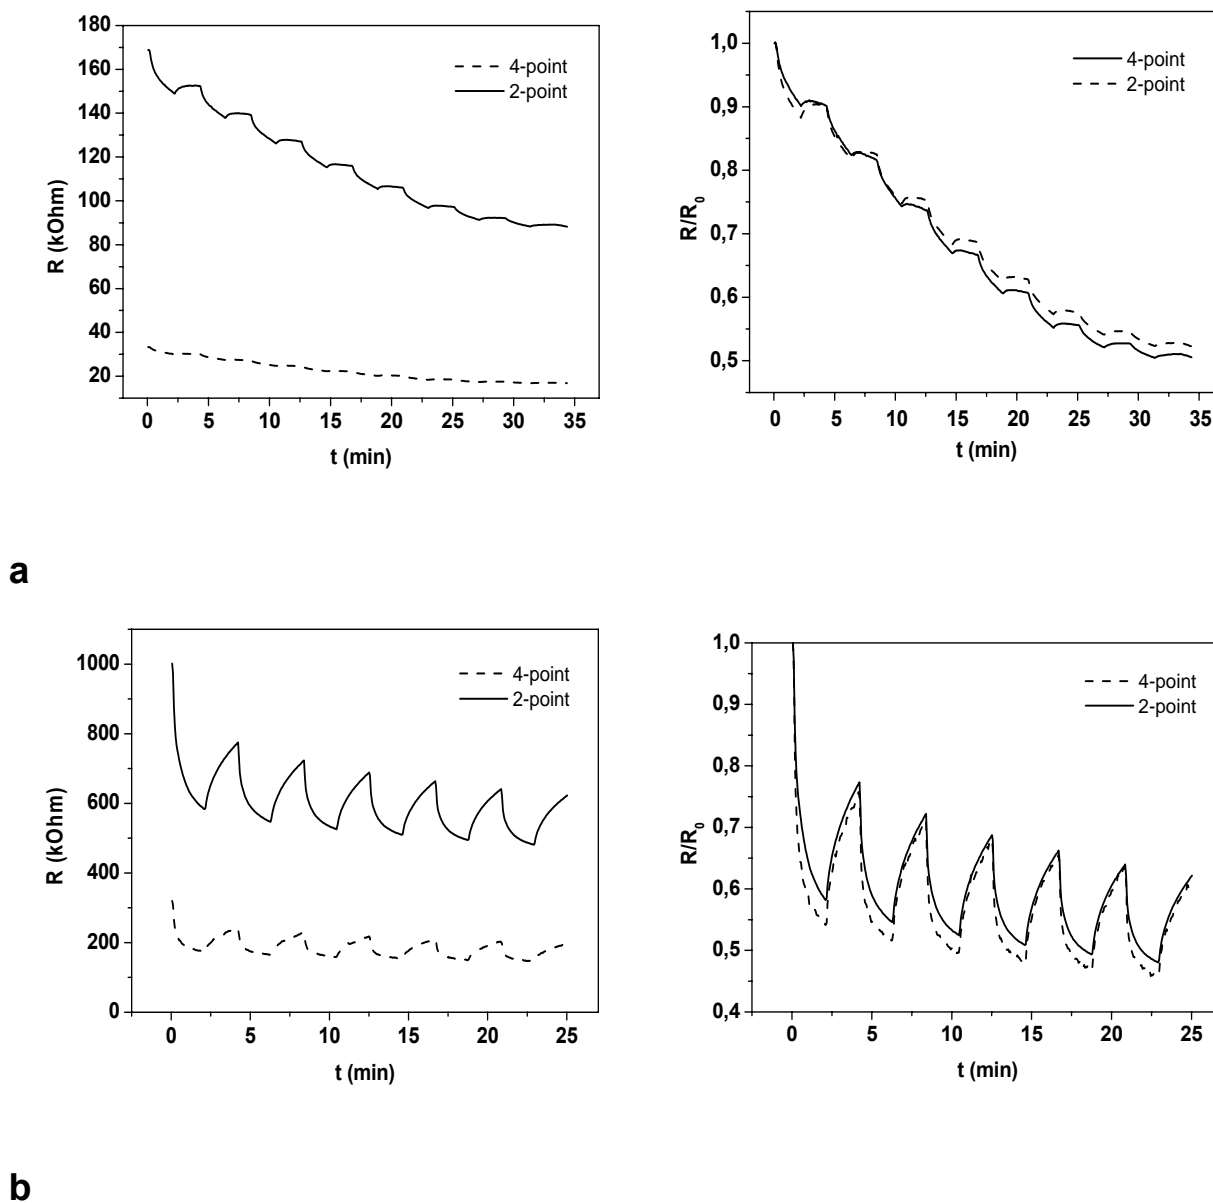 180
160
140
120
100
80
60
40
20
R (kOhm)
4-point
2-point
0 5 10 15 20 25 30 35
t (min)
1,0
0,9
0,8
0,7
0,6
0,5
R/R0
4-point
2-point
0 5 10 15 20 25 30 35
t (min)
a
1000
800
600
400
200
0
R (kOhm)
4-point
2-point
0 5 10 15 20 25
t (min)
1,0
0,9
0,8
0,7
0,6
0,5
0,4
R/R0
4-point
2-point
0 5 10 15 20 25
t (min)
b